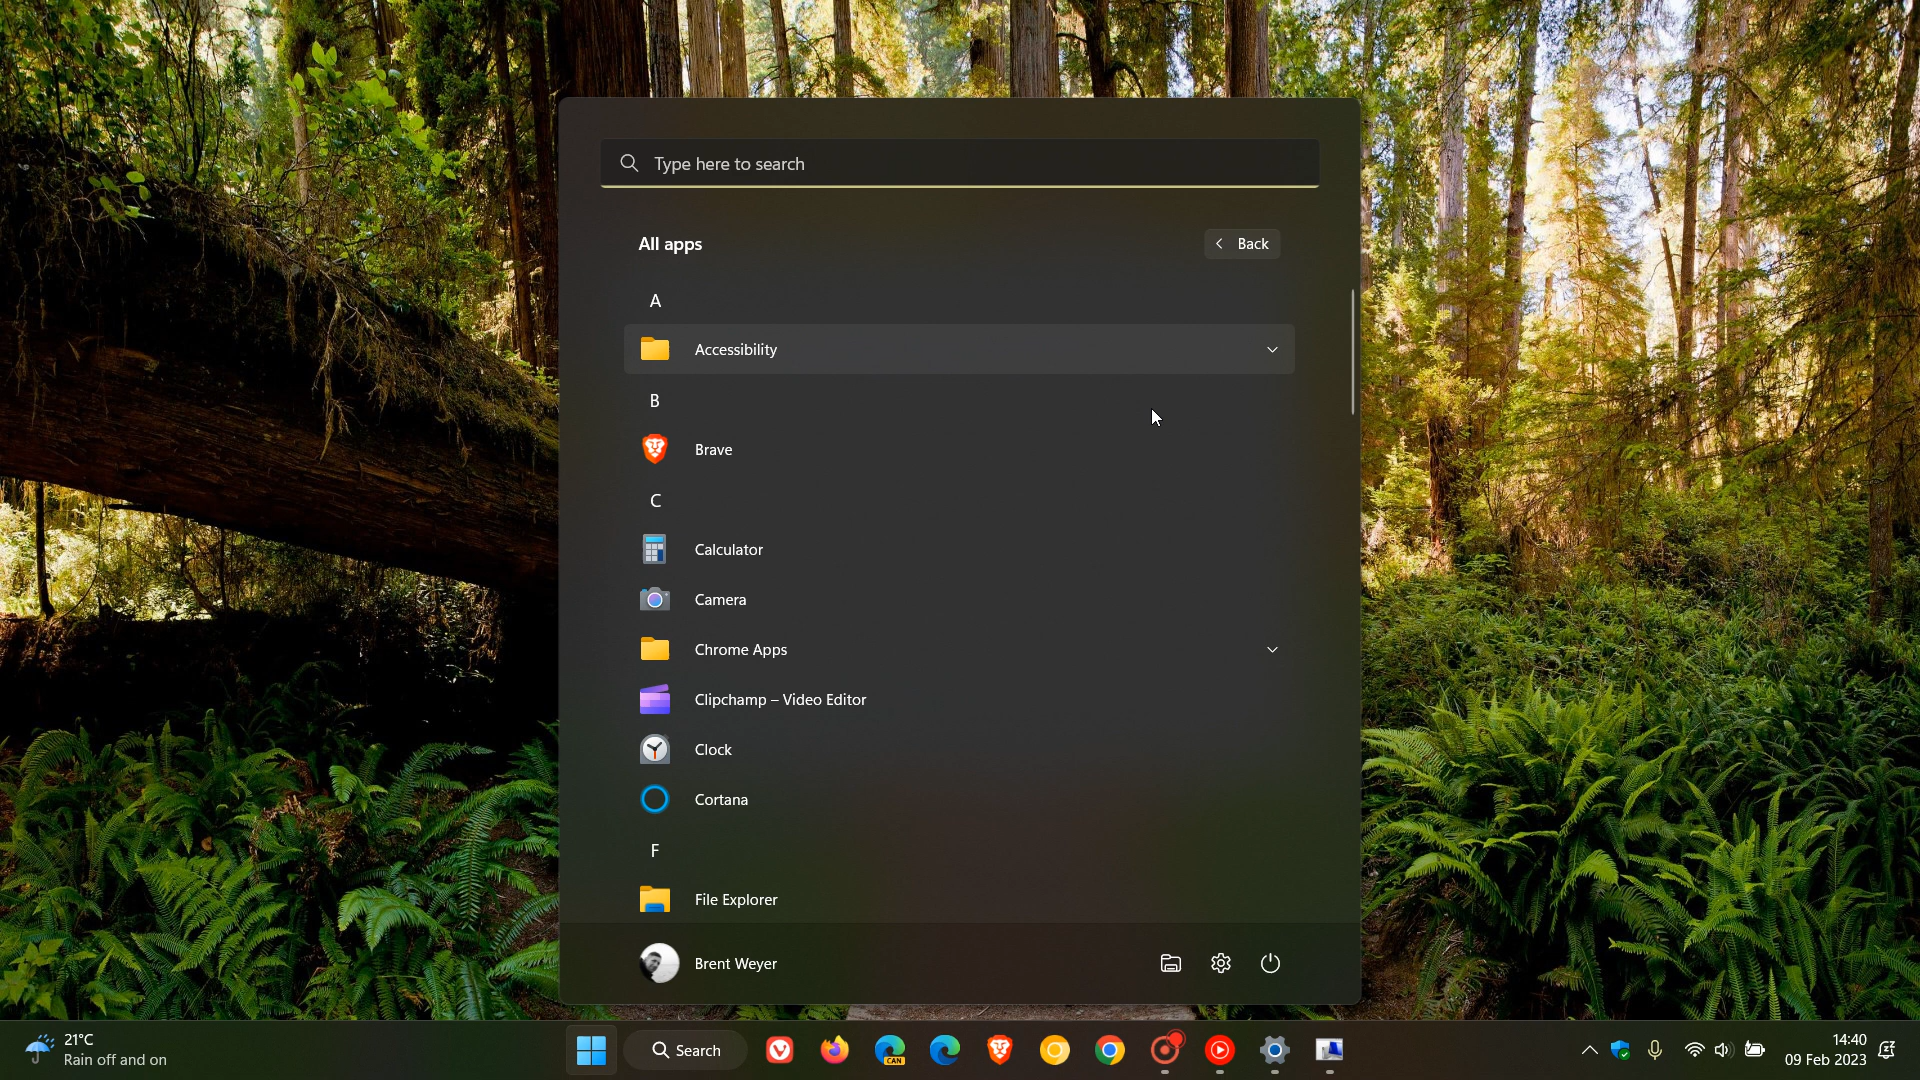 Type here to search
All apps
Back
A
Accessibility
B
Brave
C
Calculator
Camera
Chrome Apps
Clipchamp – Video Editor
Clock
Cortana
F
File Explorer
Brent Weyer
21°C
Rain off and on
Search
CAN
14:40
09 Feb 2023